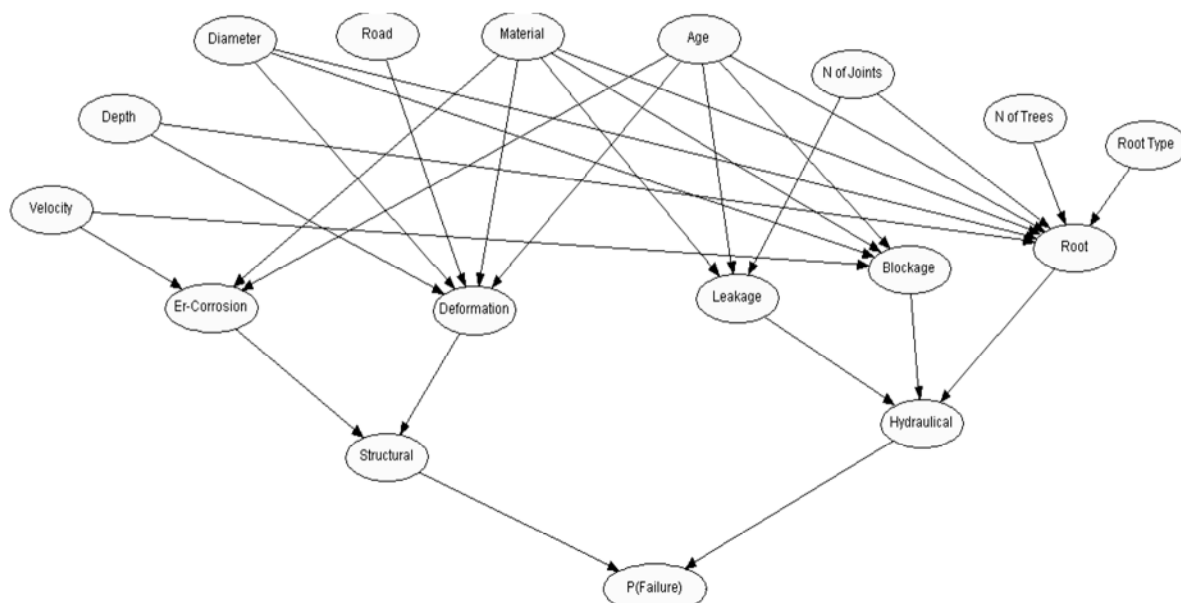 Diameter
Road
Material
Age
N of Joints
Depth
N of Trees
Root Type
Velocity
Root
Blockage
Er-Corrosion
Deformation
Leakage
Hydraulical
Structural
P(Failure)